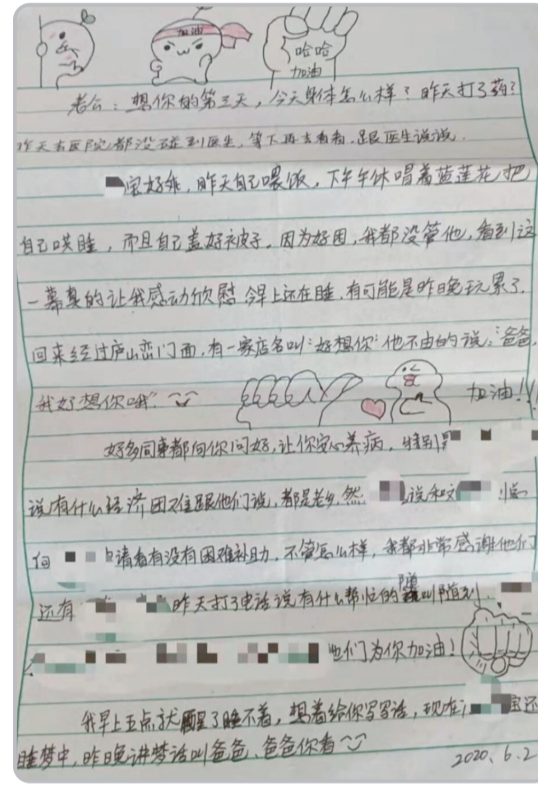 加油
哈哈
加油
老公：想你的第三天，今天身体怎么样？昨天打了药？
昨天去医院都没碰到医生，等下再去看看，跟医生说说。
宝好乖，昨天自己喂饭，下午午休唱着蓝莲花把
自己哄睡，而且自己盖好被子。因为好困，我都没管他，看到这
一幕真的让我感动欣慰 今早上还在睡，有可能是昨晚玩累了
回来经过庐山恋门面，有一家店名叫：好想你 他不由的说："爸爸，
我好想你哦"
加油!!!
好多同事都向你问好，让你安心养病，特别是
说有什么经济困难跟他们说，都是老乡，然 说和
请看有没有困难补助，不管怎么样，我都非常感谢他们
还有 昨天打了电话说有什么帮忙的随叫随到
他们为你加油！
我早上五点就醒了睡不着，想着给你写写话，现在 宝还
睡梦中，昨晚讲梦话叫爸爸、爸爸你看
2020.6.2